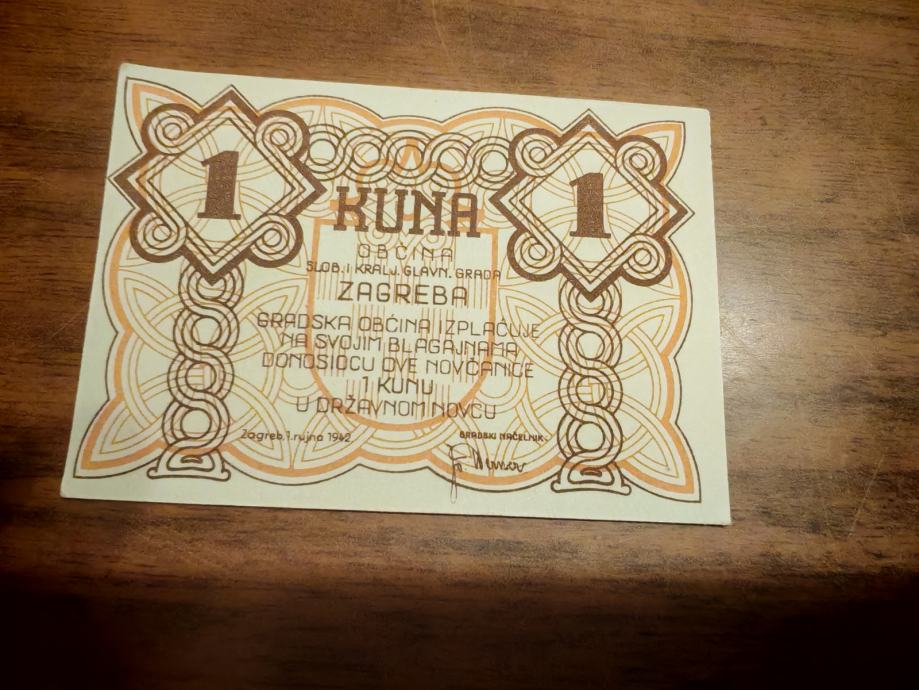 1
1
KUNA
OBĆINA
SLOB. I KRALJ. GLAVN. GRADA
ZAGREBA
GRADSKA OBĆINA IZPLAĆUJE
NA SVOJIM BLAGAJNAMA
DONOSIOCU OVE NOVČANICE
1 KUNU
U DRŽAVNOM NOVCU
Zagreb, 1. rujna 1942.
GRADSKI NAČELNIK: